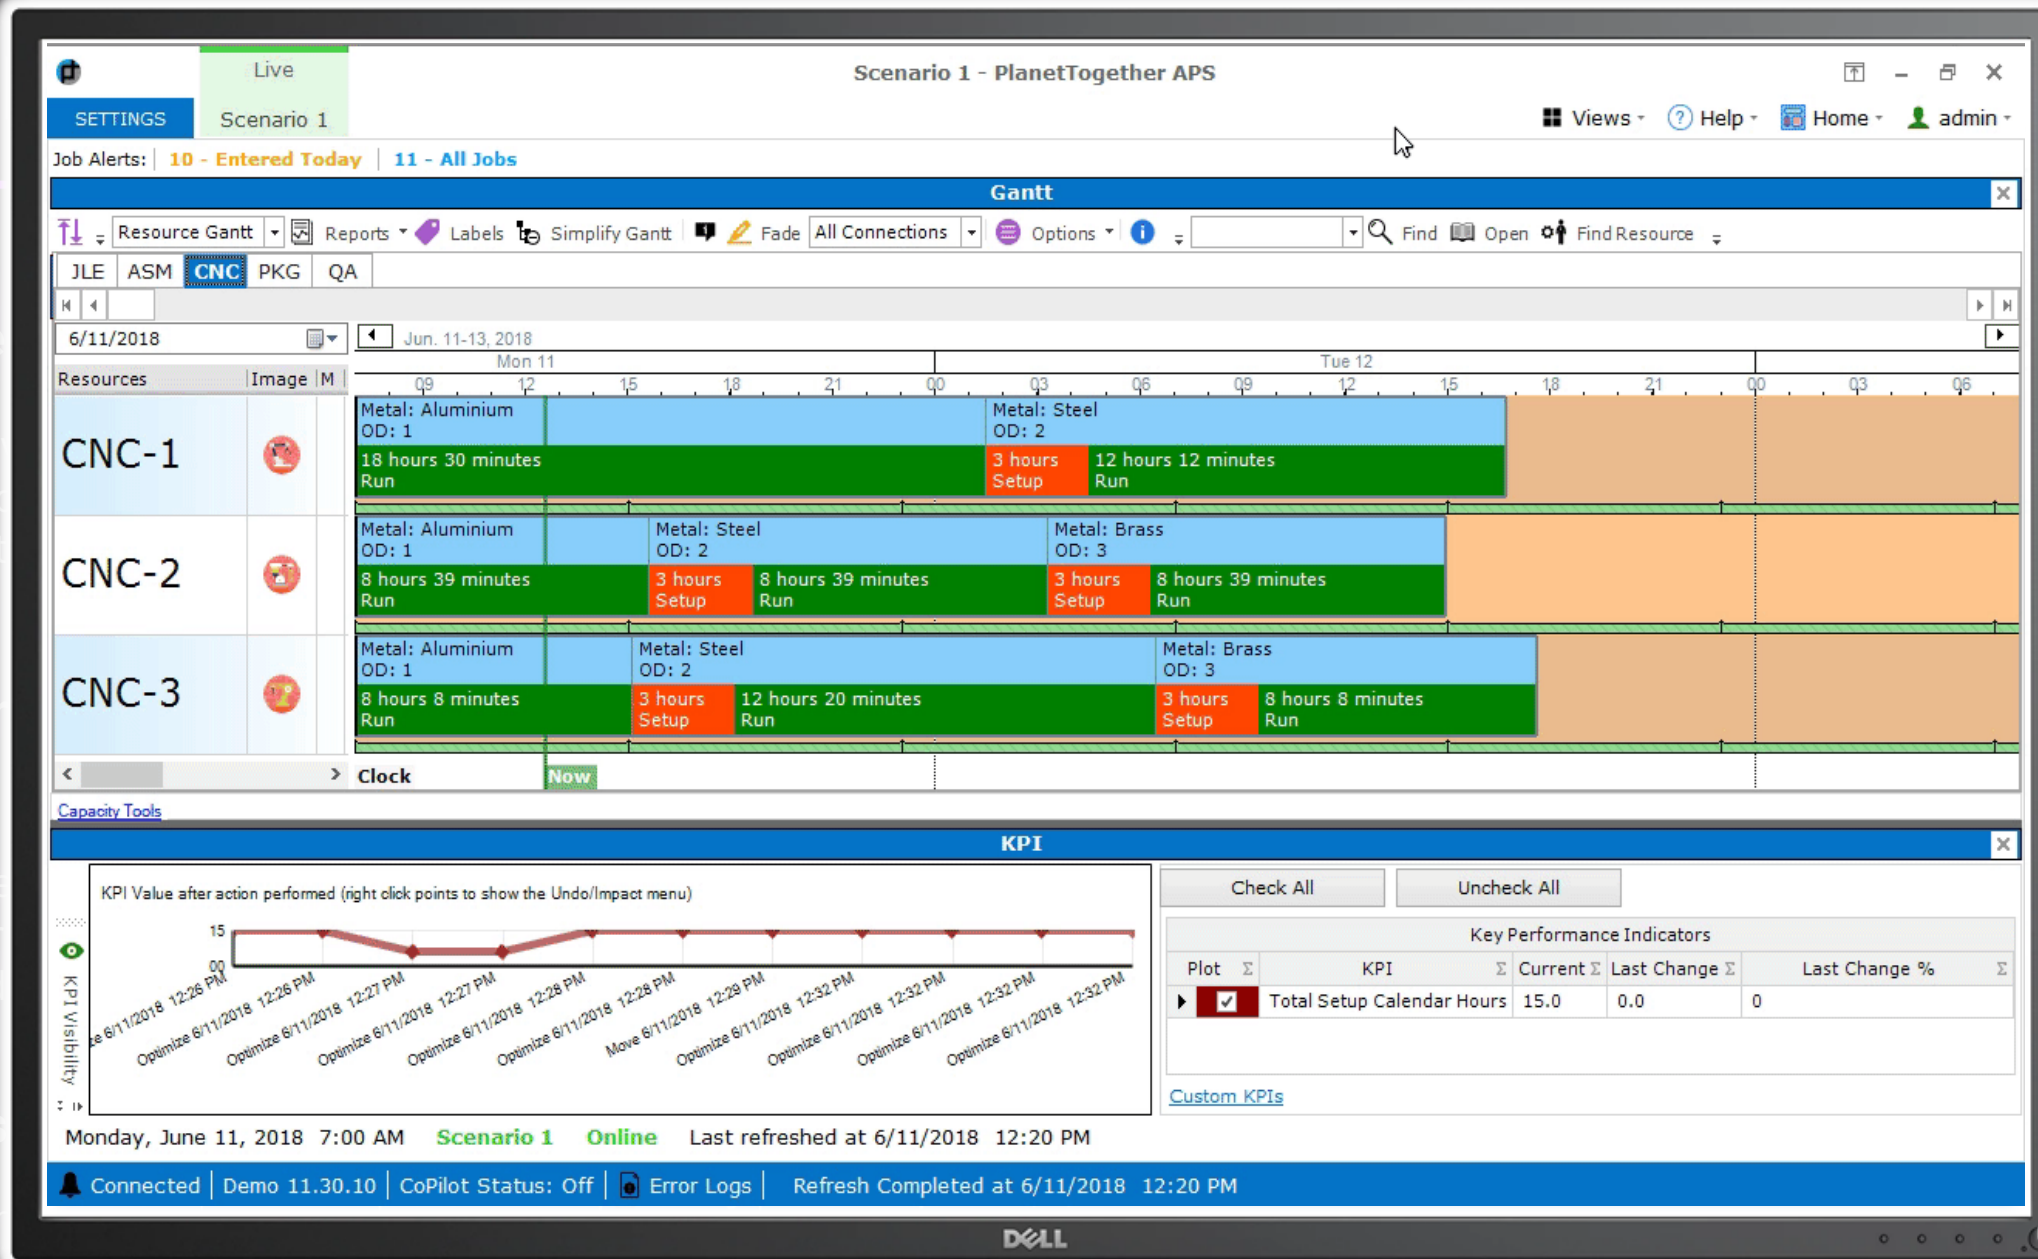 Live
Scenario 1 - PlanetTogether APS
SETTINGS
Scenario 1
Views
Help
Home
admin
Job Alerts: 10 - Entered Today 11 - All Jobs
Gantt
Resource Gantt
Reports
Labels
Simplify Gantt
Fade
All Connections
Options
Find
Open
Find Resource
JLE ASM CNC PKG QA
6/11/2018
Jun. 11-13, 2018
Mon 11 Tue 12
Resources Image M
09 12 15 18 21 00 03 06 09 12 15 18 21 00 03 06
CNC-1
Metal: Aluminium
OD: 1
Metal: Steel
OD: 2
18 hours 30 minutes
Run
3 hours
Setup
12 hours 12 minutes
Run
CNC-2
Metal: Aluminium
OD: 1
Metal: Steel
OD: 2
Metal: Brass
OD: 3
8 hours 39 minutes
Run
3 hours
Setup
8 hours 39 minutes
Run
3 hours
Setup
8 hours 39 minutes
Run
CNC-3
Metal: Aluminium
OD: 1
Metal: Steel
OD: 2
Metal: Brass
OD: 3
8 hours 8 minutes
Run
3 hours
Setup
12 hours 20 minutes
Run
3 hours
Setup
8 hours 8 minutes
Run
Clock
Now
Capacity Tools
KPI
KPI Value after action performed (right click points to show the Undo/Impact menu)
15
00
ze 6/11/2018 12:26 PM
Optimize 6/11/2018 12:26 PM
Optimize 6/11/2018 12:27 PM
Optimize 6/11/2018 12:27 PM
Optimize 6/11/2018 12:28 PM
Optimize 6/11/2018 12:28 PM
Move 6/11/2018 12:29 PM
Optimize 6/11/2018 12:32 PM
Optimize 6/11/2018 12:32 PM
Optimize 6/11/2018 12:32 PM
Optimize 6/11/2018 12:32 PM
KPI Visibility
Check All
Uncheck All
Key Performance Indicators
Plot Σ KPI Σ Current Σ Last Change Σ Last Change % Σ
Total Setup Calendar Hours 15.0 0.0 0
Custom KPIs
Monday, June 11, 2018 7:00 AM Scenario 1 Online Last refreshed at 6/11/2018 12:20 PM
Connected Demo 11.30.10 CoPilot Status: Off Error Logs Refresh Completed at 6/11/2018 12:20 PM
DELL